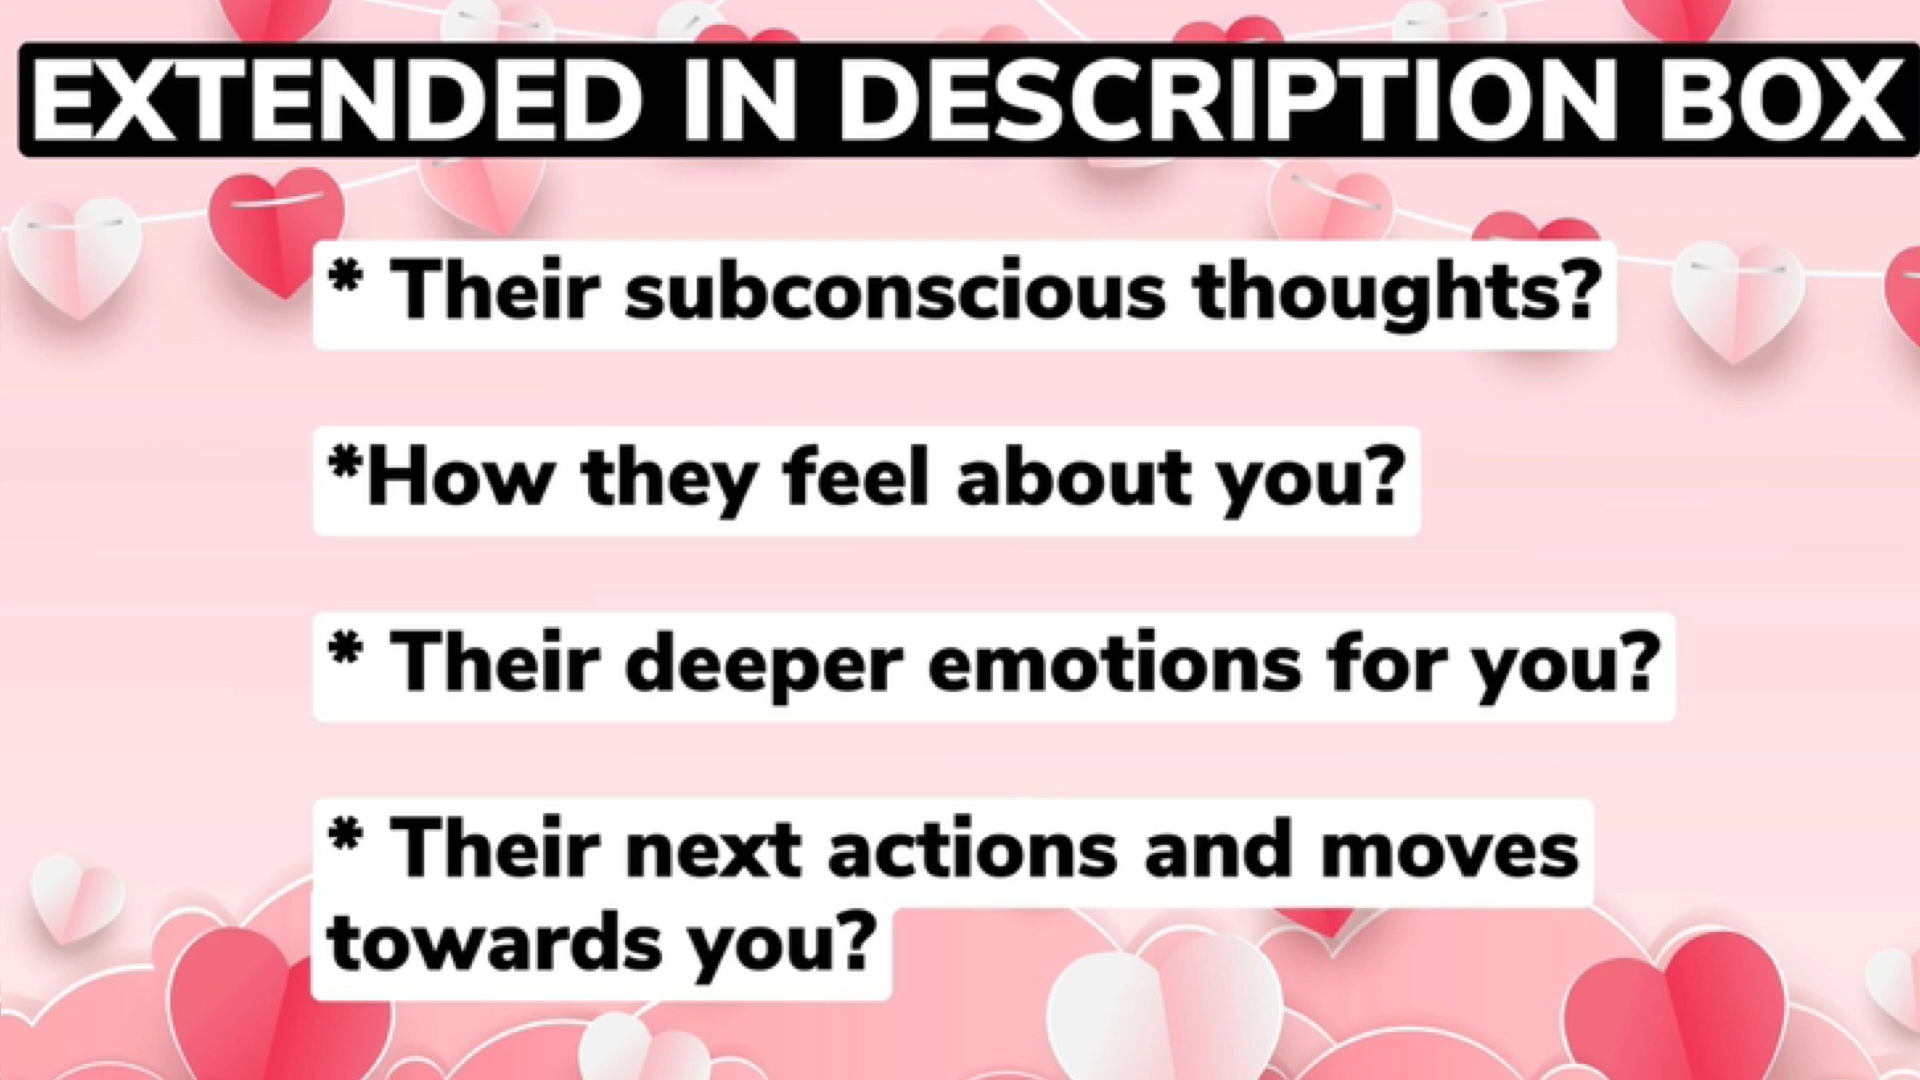 EXTENDED IN DESCRIPTION BOX
* Their subconscious thoughts?
*How they feel about you?
* Their deeper emotions for you?
* Their next actions and moves
towards you?